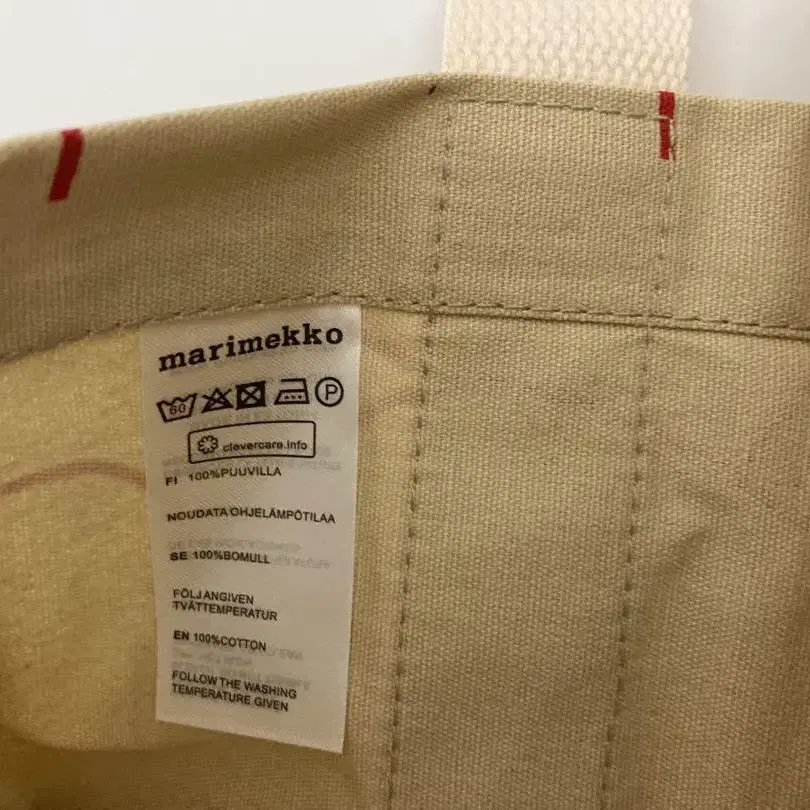 marimekko
60 P
clevercare.info
FI 100%PUUVILLA
NOUDATA OHJELÄMPÖTILAA
SE 100%BOMULL
FÖLJ ANGIVEN
TVÄTTEMPERATUR
EN 100%COTTON
FOLLOW THE WASHING
TEMPERATURE GIVEN